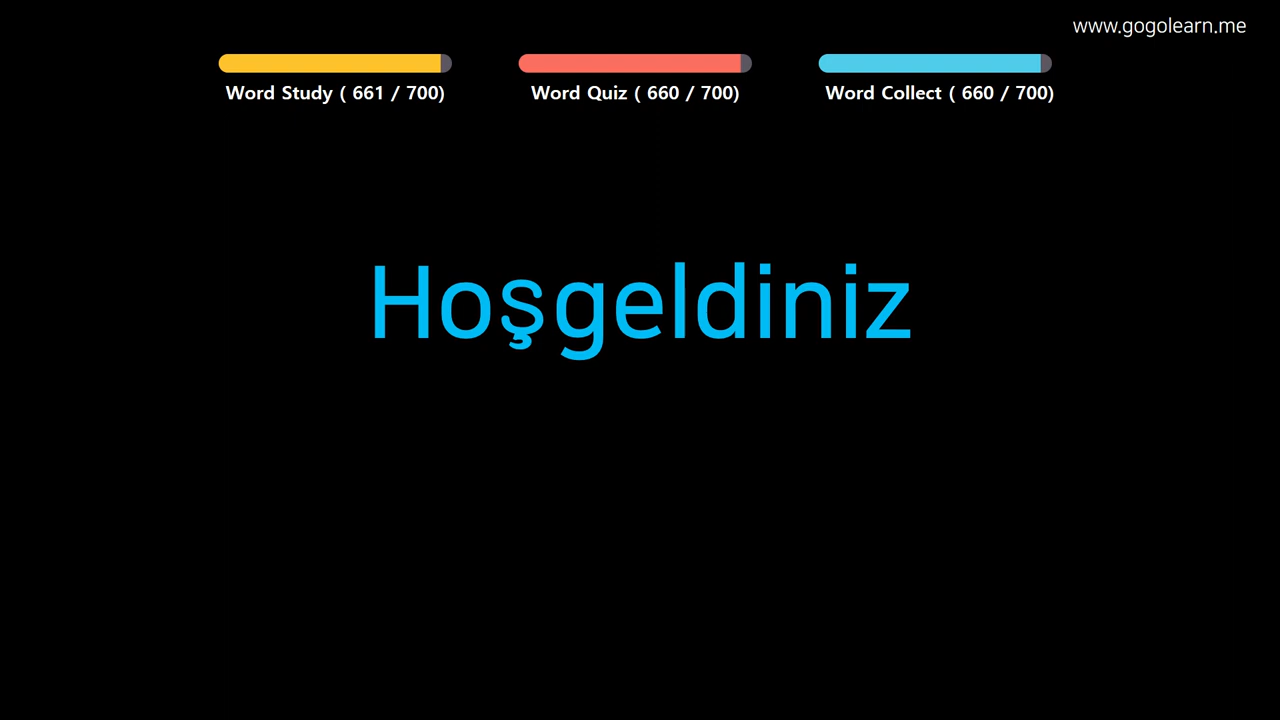 www.gogolearn.me
Word Study ( 661 / 700)
Word Quiz ( 660 / 700)
Word Collect ( 660 / 700)
Hoşgeldiniz